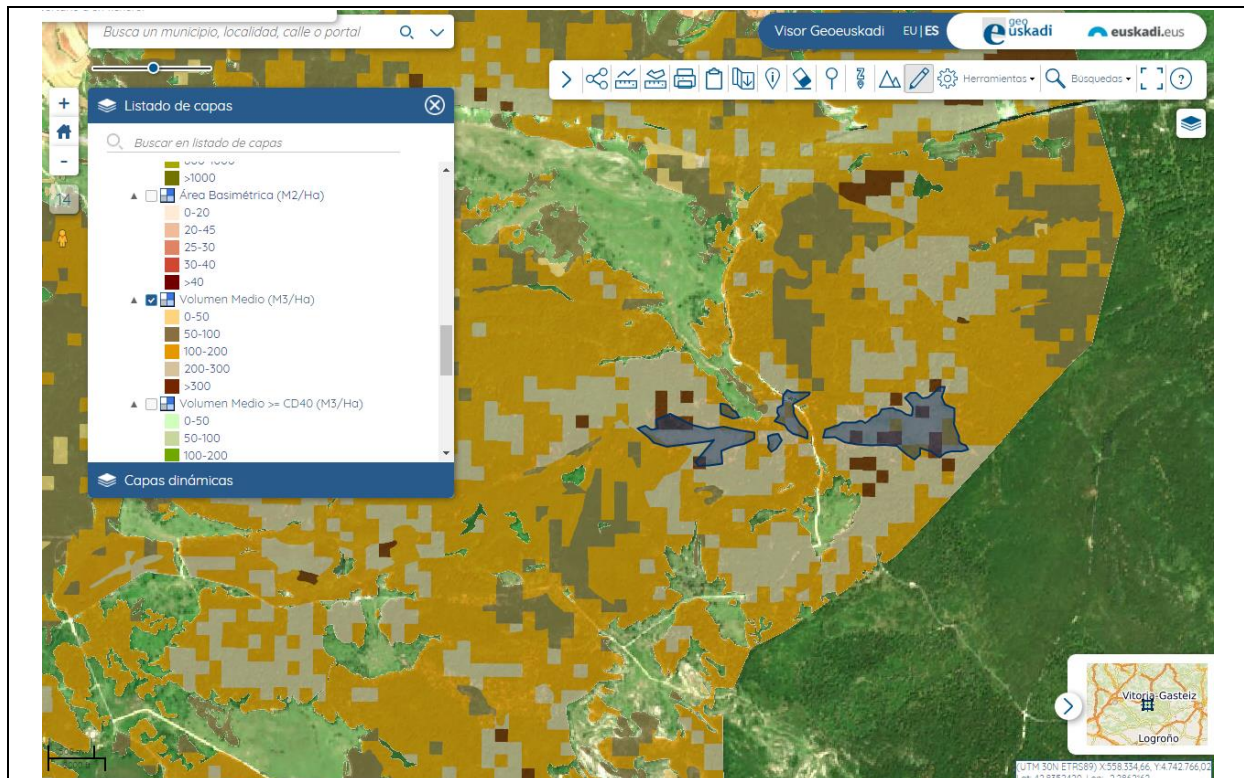 Busca un municipio, localidad, calle o portal
Visor Geoeuskadi EU|ES
geo
euskadi
euskadi.eus
Herramientas
Búsquedas
+
-
14
Listado de capas
Buscar en listado de capas
>1000
Área Basimétrica (M2/Ha)
0-20
20-45
25-30
30-40
>40
Volumen Medio (M3/Ha)
0-50
50-100
100-200
200-300
>300
Volumen Medio >= CD40 (M3/Ha)
0-50
50-100
100-200
Capas dinámicas
Vitoria-Gasteiz
Logroño
(UTM 30N ETRS89) X:558.334,66, Y:4.742.766,02